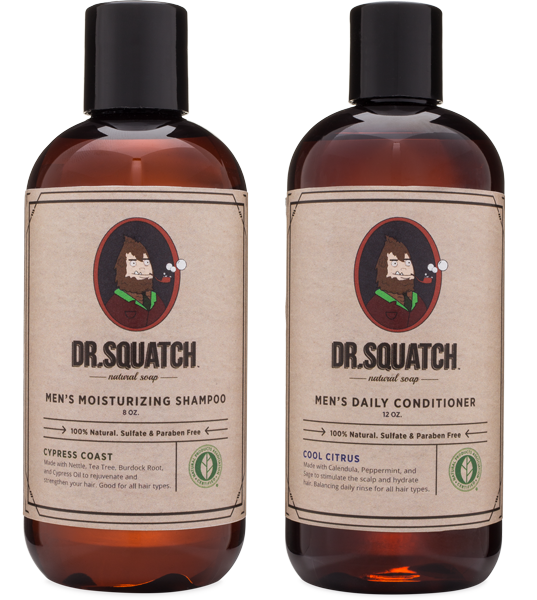 DR.SQUATCH
natural soap
MEN'S MOISTURIZING SHAMPOO
8 OZ.
100% Natural. Sulfate & Paraben Free
CYPRESS COAST
Made with Nettle, Tea Tree, Burdock Root,
and Cypress Oil to rejuvenate and
strengthen your hair. Good for all hair types.
DR.SQUATCH
natural soap
MEN'S DAILY CONDITIONER
12 OZ.
100% Natural. Sulfate & Paraben Free
COOL CITRUS
Made with Calendula, Peppermint, and
Sage to stimulate the scalp and hydrate
hair. Balancing daily rinse for all hair types.